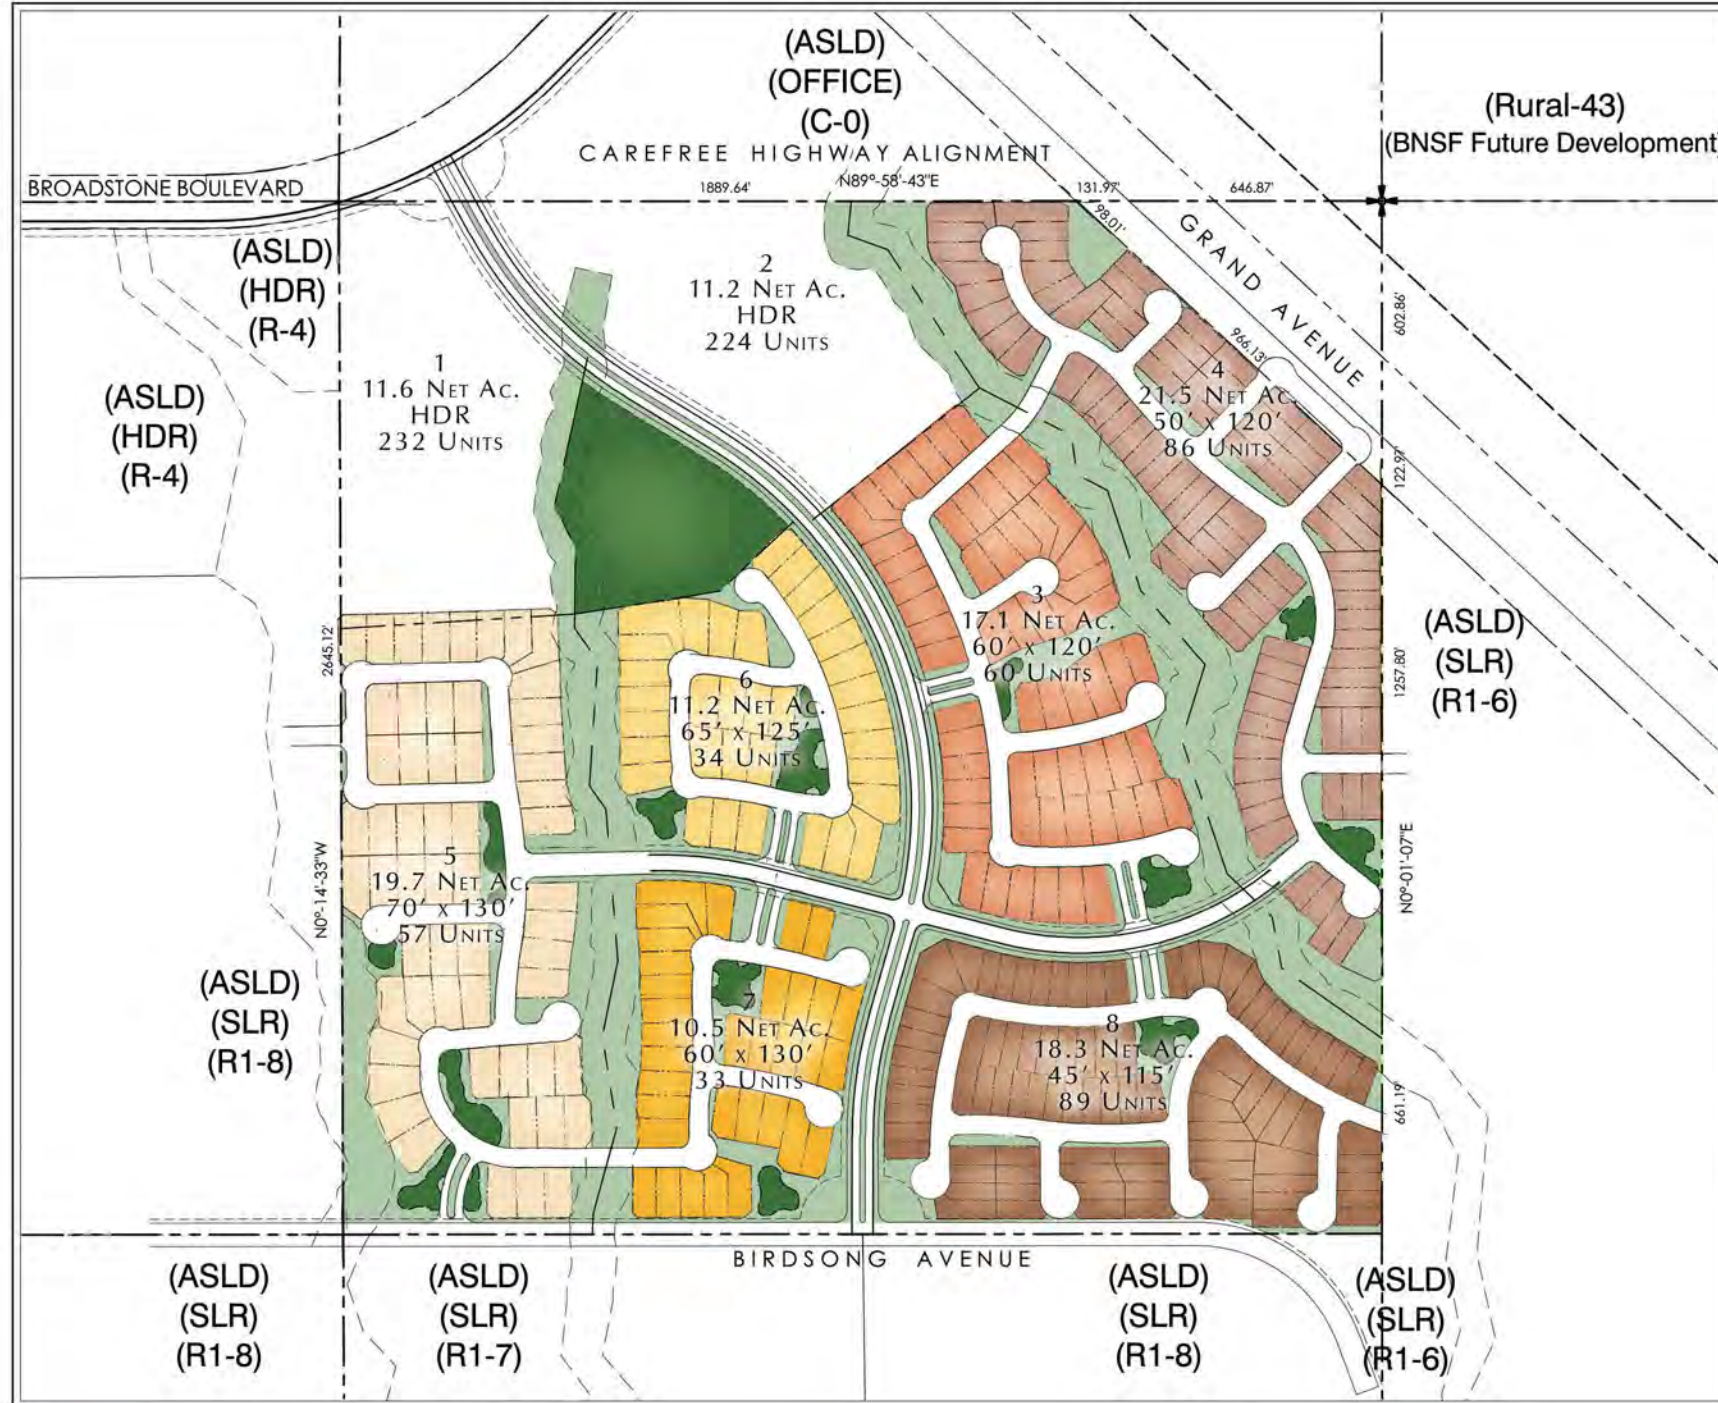 (ASLD)
(OFFICE)
(C-0)
(Rural-43)
(BNSF Future Development)
CAREFREE HIGHWAY ALIGNMENT
BROADSTONE BOULEVARD
1889.64'
N89°-58'-43"E
131.97'
646.87'
98.01'
GRAND AVENUE
(ASLD)
(HDR)
(R-4)
2
11.2 NET AC.
HDR
224 UNITS
602.86'
966.13'
1
11.6 NET AC.
HDR
232 UNITS
4
21.5 NET AC.
50' X 120'
86 UNITS
(ASLD)
(HDR)
(R-4)
122.97'
3
17.1 NET AC.
60' X 120'
60 UNITS
(ASLD)
(SLR)
(R1-6)
2645.12'
1257.80'
6
11.2 NET AC.
65' X 125'
34 UNITS
N0°-14'-33"W
N0°-01'-07"E
5
19.7 NET AC.
70' X 130'
57 UNITS
(ASLD)
(SLR)
(R1-8)
7
10.5 NET AC.
60' X 130'
33 UNITS
8
18.3 NET AC.
45' X 115'
89 UNITS
661.19'
BIRDSONG AVENUE
(ASLD)
(SLR)
(R1-8)
(ASLD)
(SLR)
(R1-7)
(ASLD)
(SLR)
(R1-8)
(ASLD)
(SLR)
(R1-6)